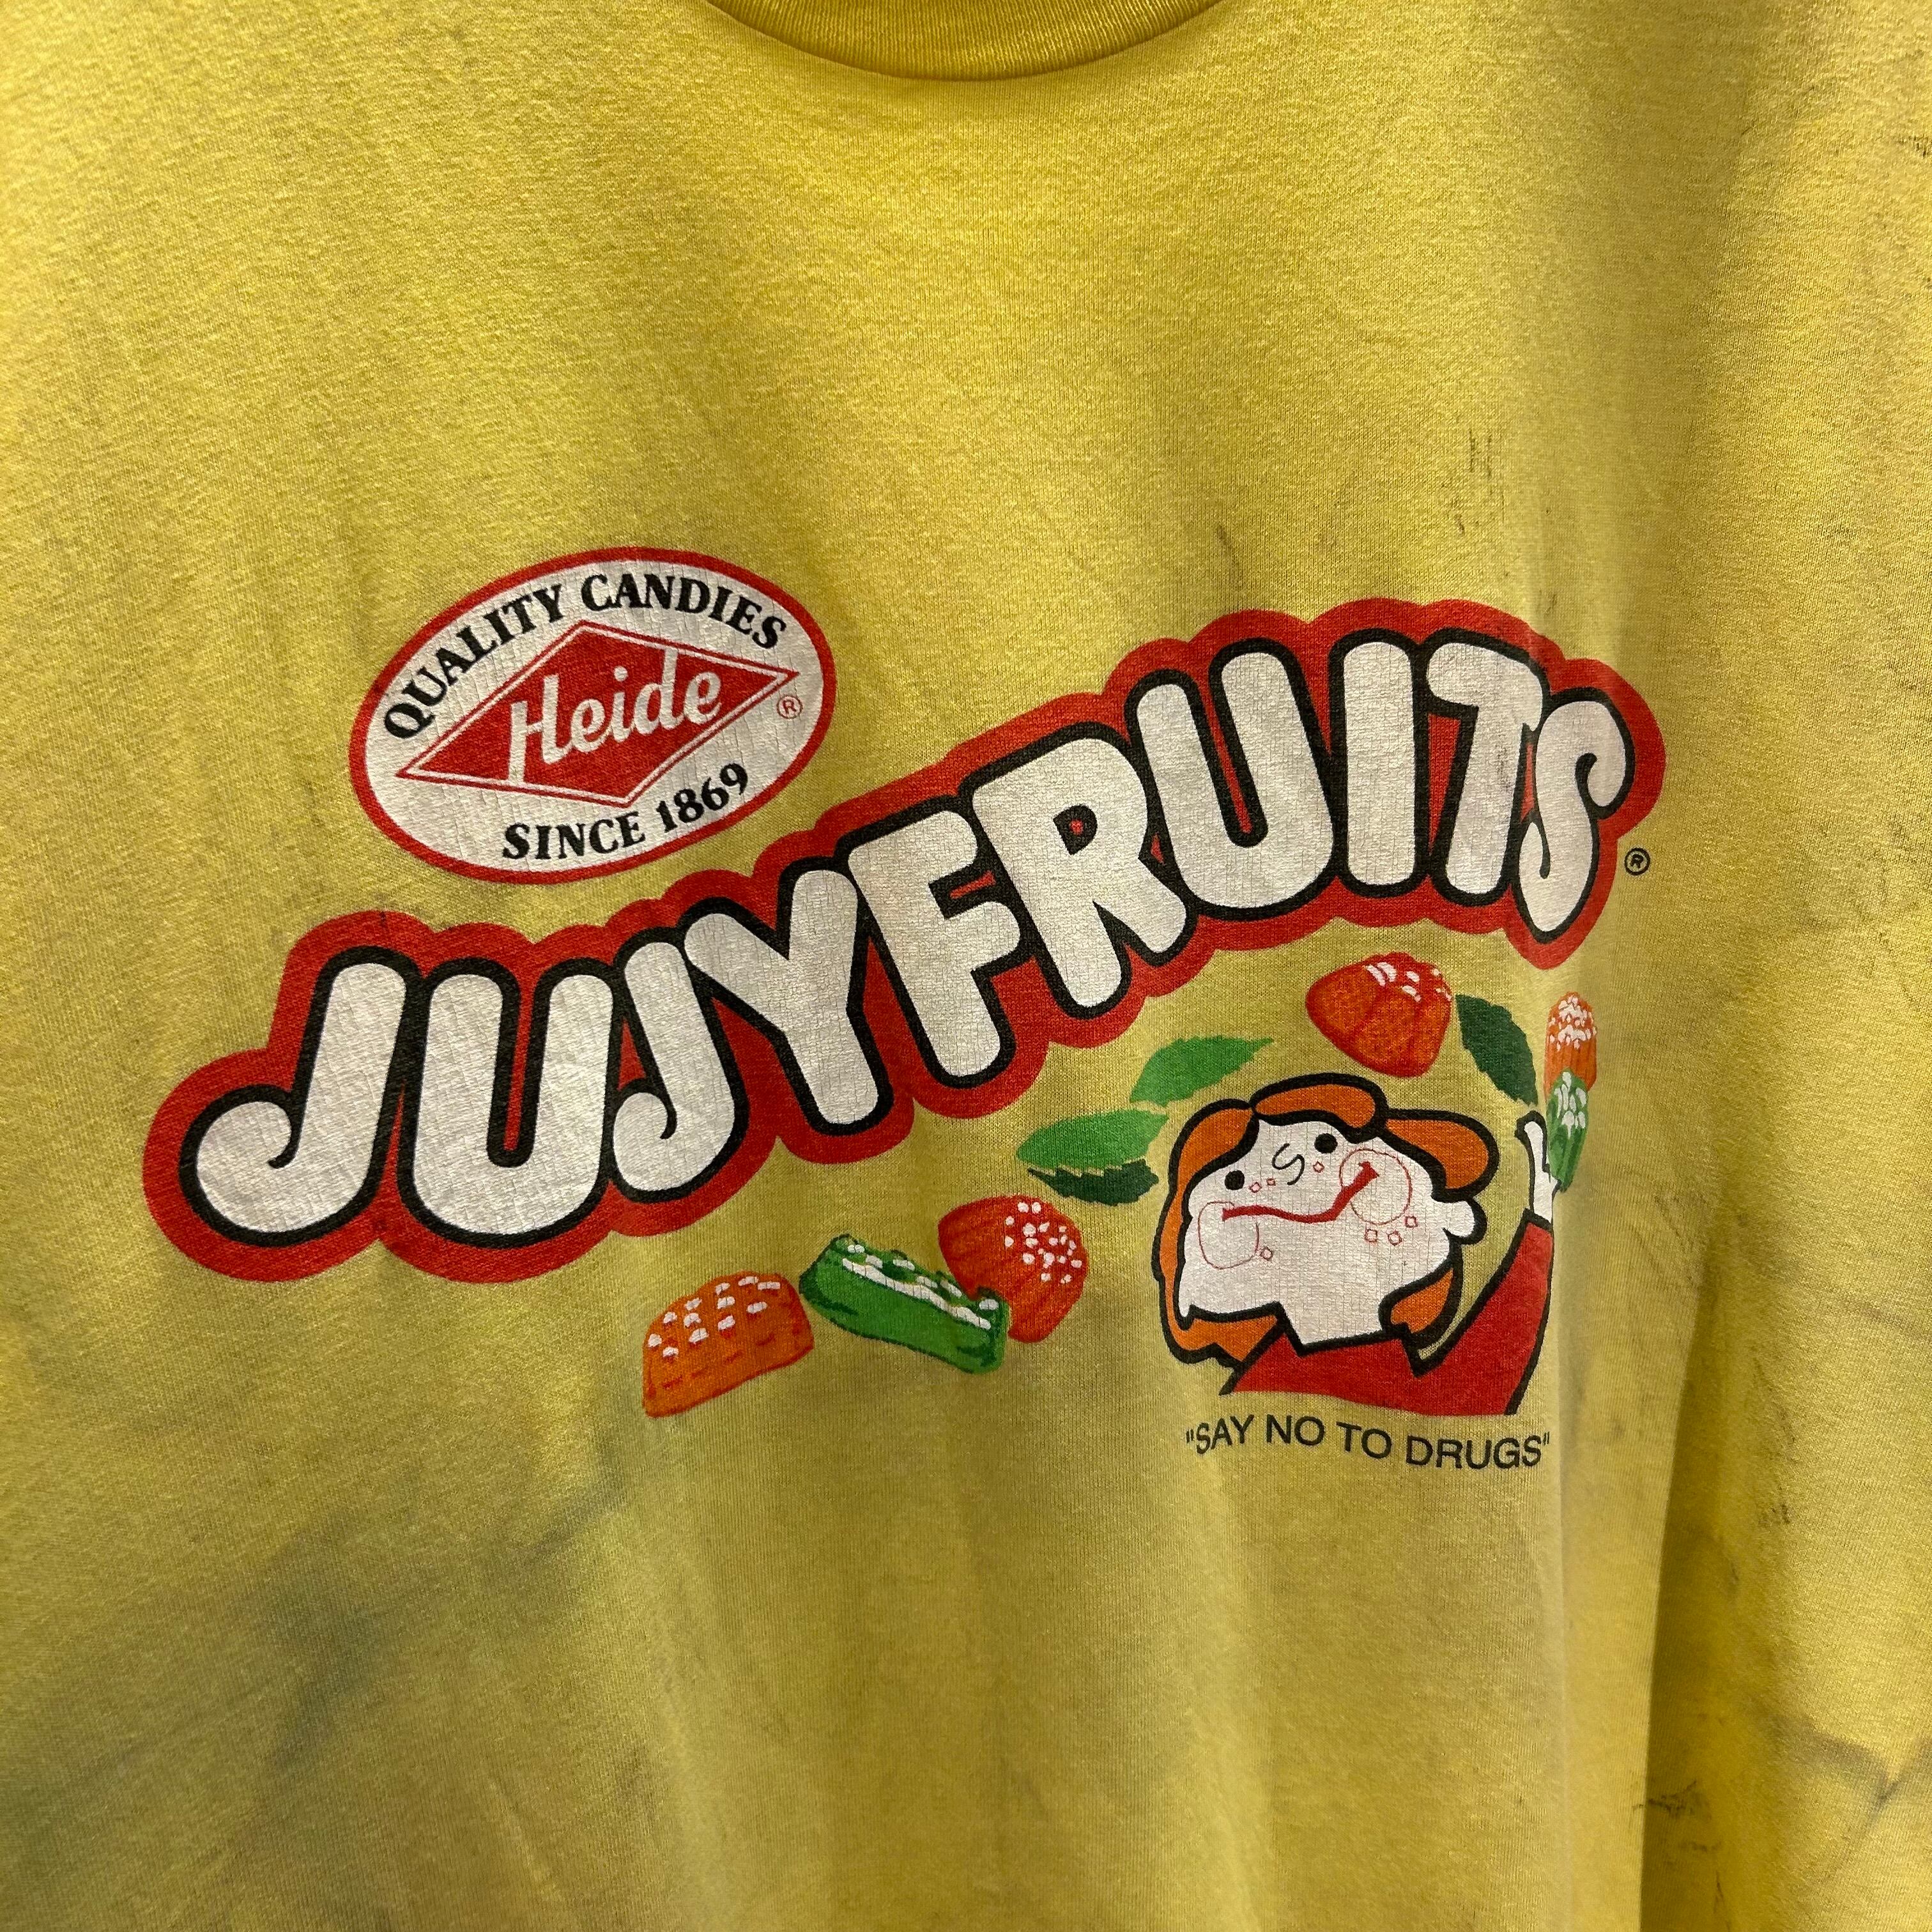 QUALITY CANDIES
Heide®
SINCE 1869
JUJYFRUITS®
"SAY NO TO DRUGS"